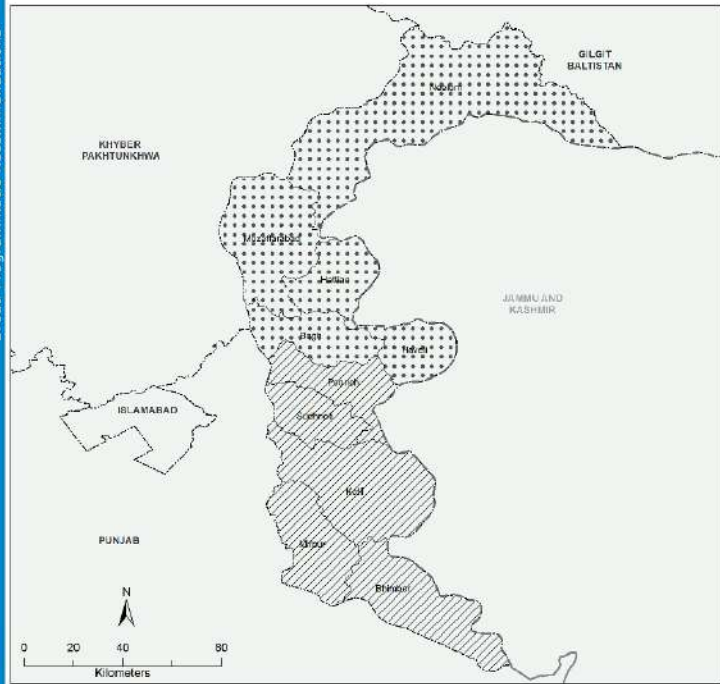 GILGIT
BALTISTAN
Neelum
KHYBER
PAKHTUNKHWA
Muzaffarabad
Hattian
JAMMU AND
KASHMIR
Bagh
Haveli
Poonch
ISLAMABAD
Sudhnoti
Kotli
PUNJAB
Mirpur
Bhimber
N
0 20 40 60 80
Kilometers